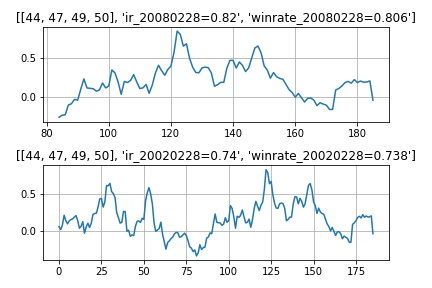 [[44, 47, 49, 50], 'ir_20080228=0.82', 'winrate_20080228=0.806']
0.5
0.0
80 100 120 140 160 180
[[44, 47, 49, 50], 'ir_20020228=0.74', 'winrate_20020228=0.738']
0.5
0.0
0 25 50 75 100 125 150 175